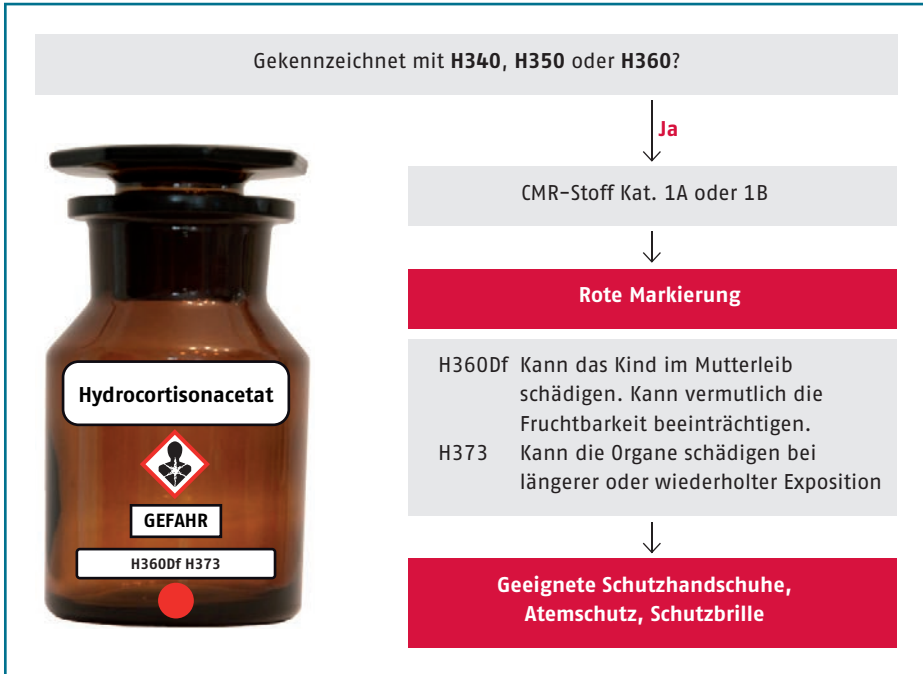 Gekennzeichnet mit H340, H350 oder H360?
Ja
CMR-Stoff Kat. 1A oder 1B
Rote Markierung
H360Df Kann das Kind im Mutterleib
schädigen. Kann vermutlich die
Fruchtbarkeit beeinträchtigen.
H373 Kann die Organe schädigen bei
längerer oder wiederholter Exposition
Geeignete Schutzhandschuhe,
Atemschutz, Schutzbrille
Hydrocortisonacetat
GEFAHR
H360Df H373